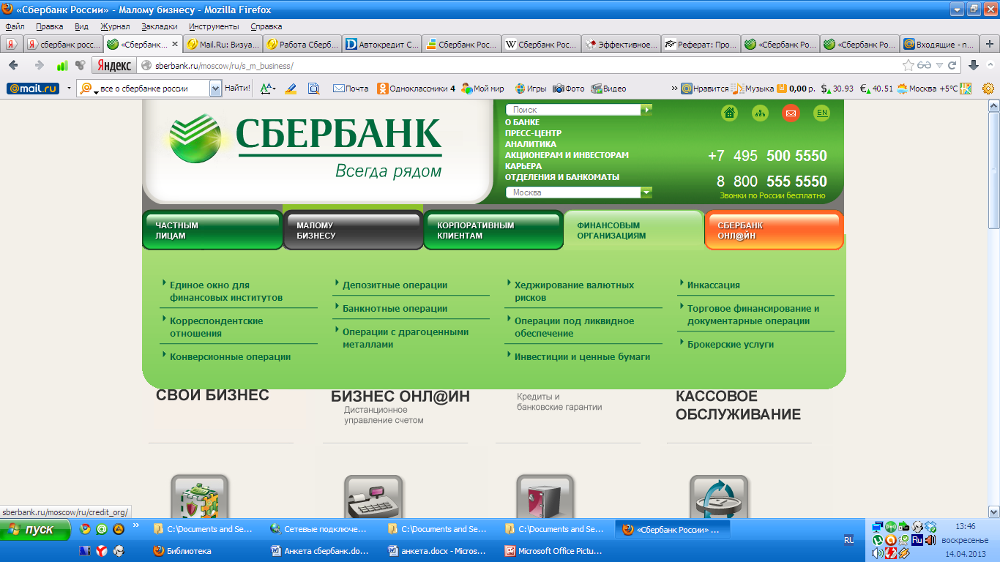 «Сбербанк России» - Малому бизнесу - Mozilla Firefox
Файл Правка Вид Журнал Закладки Инструменты Справка
сбербанк росс... «Сбербанк... Mail.Ru: Визуа... Работа Сберб... Автокредит С... Сбербанк Рос... Сбербанк Рос... Эффективное... Реферат: Про... «Сбербанк Ро... «Сбербанк Ро... Входящие - n...
Яндекс sberbank.ru/moscow/ru/s_m_business/
@mail.ru все о сбербанке россии Найти! Почта Одноклассники 4 Мой мир Игры Фото Видео » Нравится Музыка 0,00 р. $ 30.93 € 40.51 Москва +5°C
СБЕРБАНК
Всегда рядом
Поиск
О БАНКЕ
ПРЕСС-ЦЕНТР
АНАЛИТИКА
АКЦИОНЕРАМ И ИНВЕСТОРАМ
КАРЬЕРА
ОТДЕЛЕНИЯ И БАНКОМАТЫ
Москва
EN
+7 495 500 5550
8 800 555 5550
Звонки по России бесплатно
ЧАСТНЫМ
ЛИЦАМ
МАЛОМУ
БИЗНЕСУ
КОРПОРАТИВНЫМ
КЛИЕНТАМ
ФИНАНСОВЫМ
ОРГАНИЗАЦИЯМ
СБЕРБАНК
ОНЛ@ЙН
Единое окно для
финансовых институтов
Корреспондентские
отношения
Конверсионные операции
Депозитные операции
Банкнотные операции
Операции с драгоценными
металлами
Хеджирование валютных
рисков
Операции под ликвидное
обеспечение
Инвестиции и ценные бумаги
Инкассация
Торговое финансирование и
документарные операции
Брокерские услуги
СВОЙ БИЗНЕС
БИЗНЕС ОНЛ@ЙН
Дистанционное
управление счетом
Кредиты и
банковские гарантии
КАССОВОЕ
ОБСЛУЖИВАНИЕ
sberbank.ru/moscow/ru/credit_org/
пуск » C:\Documents and Se... Сетевые подключе... C:\Documents and Se... C:\Documents and Se... «Сбербанк России» ...
Библиотека Анкета сбербанк.do... анкета.docx - Micros... Microsoft Office Pictu...
RU
Ru
13:46
воскресенье
14.04.2013